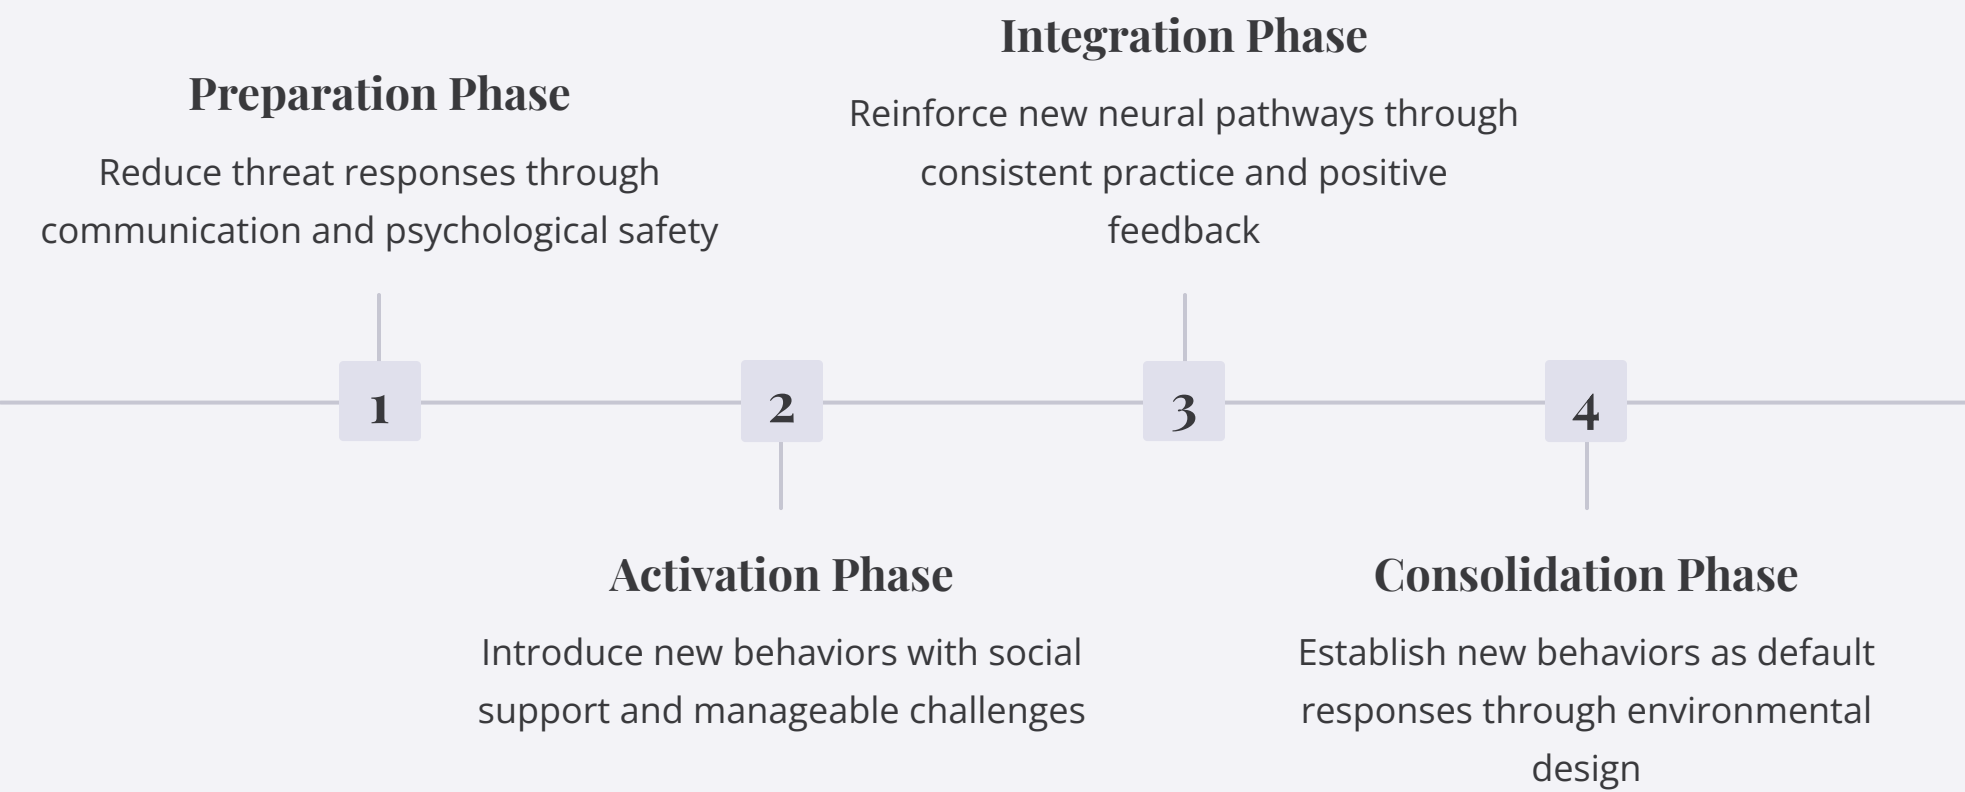 Preparation Phase
Reduce threat responses through
communication and psychological safety
1
2
Activation Phase
Introduce new behaviors with social
support and manageable challenges
Integration Phase
Reinforce new neural pathways through
consistent practice and positive
feedback
3
4
Consolidation Phase
Establish new behaviors as default
responses through environmental
design